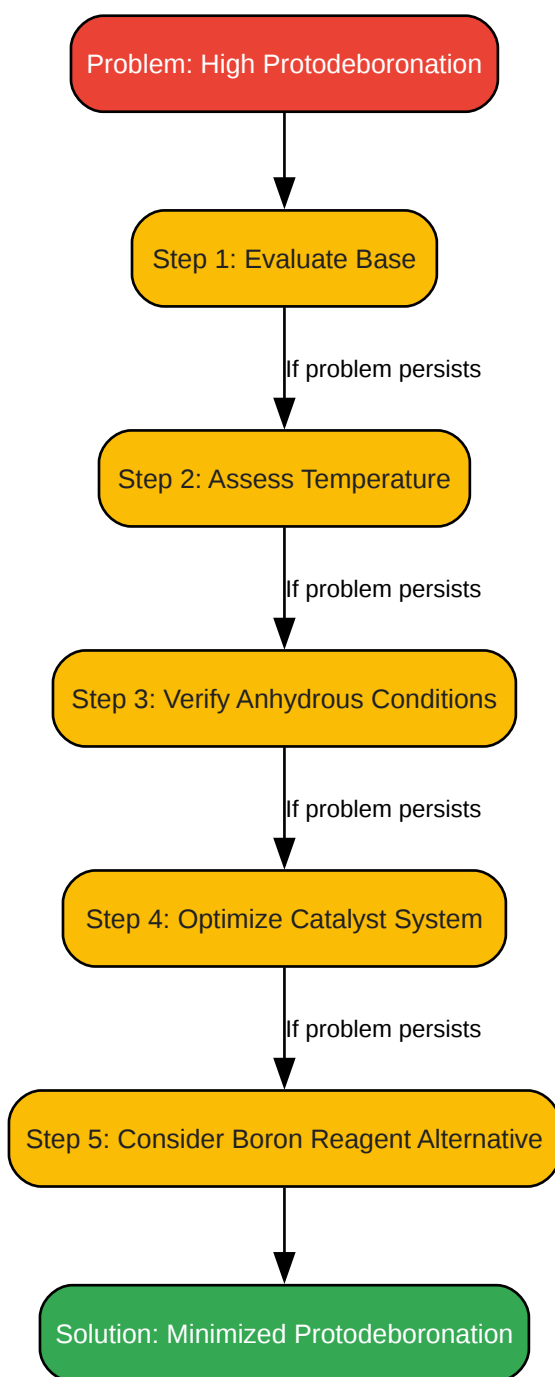 Problem: High Protodeboronation
Step 1: Evaluate Base
If problem persists
Step 2: Assess Temperature
If problem persists
Step 3: Verify Anhydrous Conditions
If problem persists
Step 4: Optimize Catalyst System
If problem persists
Step 5: Consider Boron Reagent Alternative
Solution: Minimized Protodeboronation